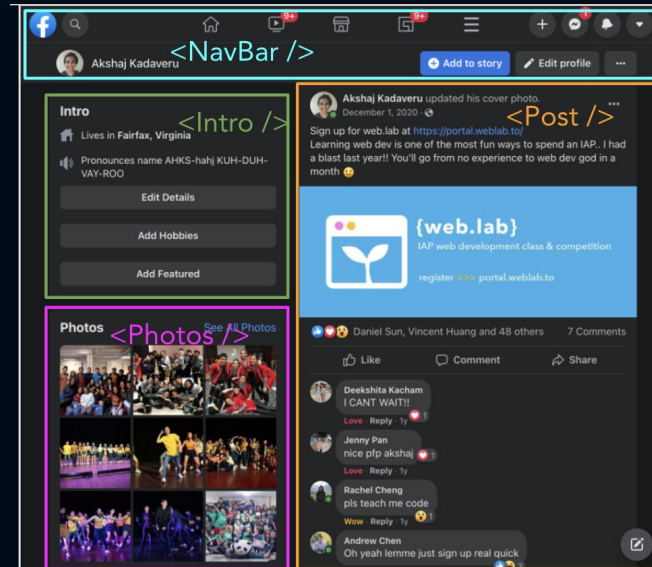 9+
9+
<NavBar />
Akshaj Kadaveru
Add to story
Edit profile
Intro
<Intro />
Lives in Fairfax, Virginia
Pronounces name AHKS-hahj KUH-DUH-
VAY-ROO
Edit Details
Add Hobbies
Add Featured
Photos
See All Photos
<Photos />
Akshaj Kadaveru updated his cover photo.
December 1, 2020
<Post />
Sign up for web.lab at https://portal.weblab.to/
Learning web dev is one of the most fun ways to spend an IAP.. I had
a blast last year!! You'll go from no experience to web dev god in a
month
{web.lab}
IAP web development class & competition
register >>> portal.weblab.to
Daniel Sun, Vincent Huang and 48 others 7 Comments
Like Comment Share
Deekshita Kacham
I CANT WAIT!!
1
Love · Reply · 1y
Jenny Pan
nice pfp akshaj
1
Love · Reply · 1y
Rachel Cheng
pls teach me code
1
Wow · Reply · 1y
Andrew Chen
Oh yeah lemme just sign up real quick